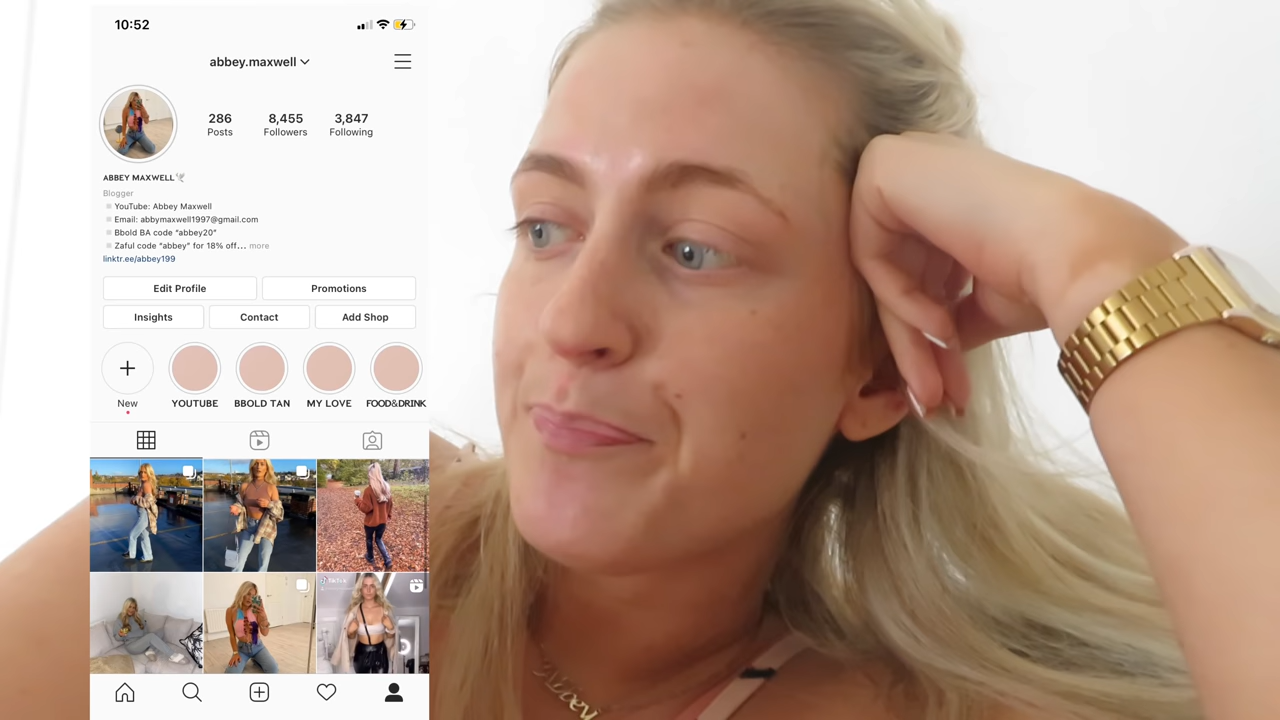 10:52
abbey.maxwell
286 8,455 3,847
Posts Followers Following
ABBEY MAXWELL🕊
Blogger
YouTube: Abbey Maxwell
Email: abbymaxwell1997@gmail.com
Bbold BA code “abbey20”
Zaful code “abbey” for 18% off... more
linktr.ee/abbey199
Edit Profile Promotions
Insights Contact Add Shop
New YOUTUBE BBOLD TAN MY LOVE FOOD&DRINK
TikTok
Abbey